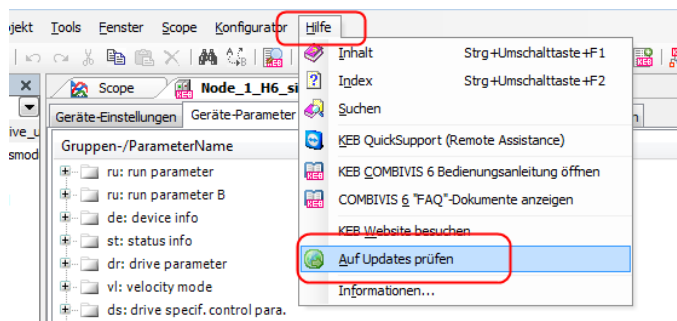 ojekt Tools Fenster Scope Konfigurator Hilfe
Scope Node_1_H6_si
Geräte-Einstellungen Geräte-Parameter
Gruppen-/ParameterName
ru: run parameter
ru: run parameter B
de: device info
st: status info
dr: drive parameter
vl: velocity mode
ds: drive specif. control para.
ive_u
smod
Inhalt Strg+Umschalttaste+F1
Index Strg+Umschalttaste+F2
Suchen
KEB QuickSupport (Remote Assistance)
KEB COMBIVIS 6 Bedienungsanleitung öffnen
COMBIVIS 6 "FAQ"-Dokumente anzeigen
KEB Website besuchen
Auf Updates prüfen
Informationen...